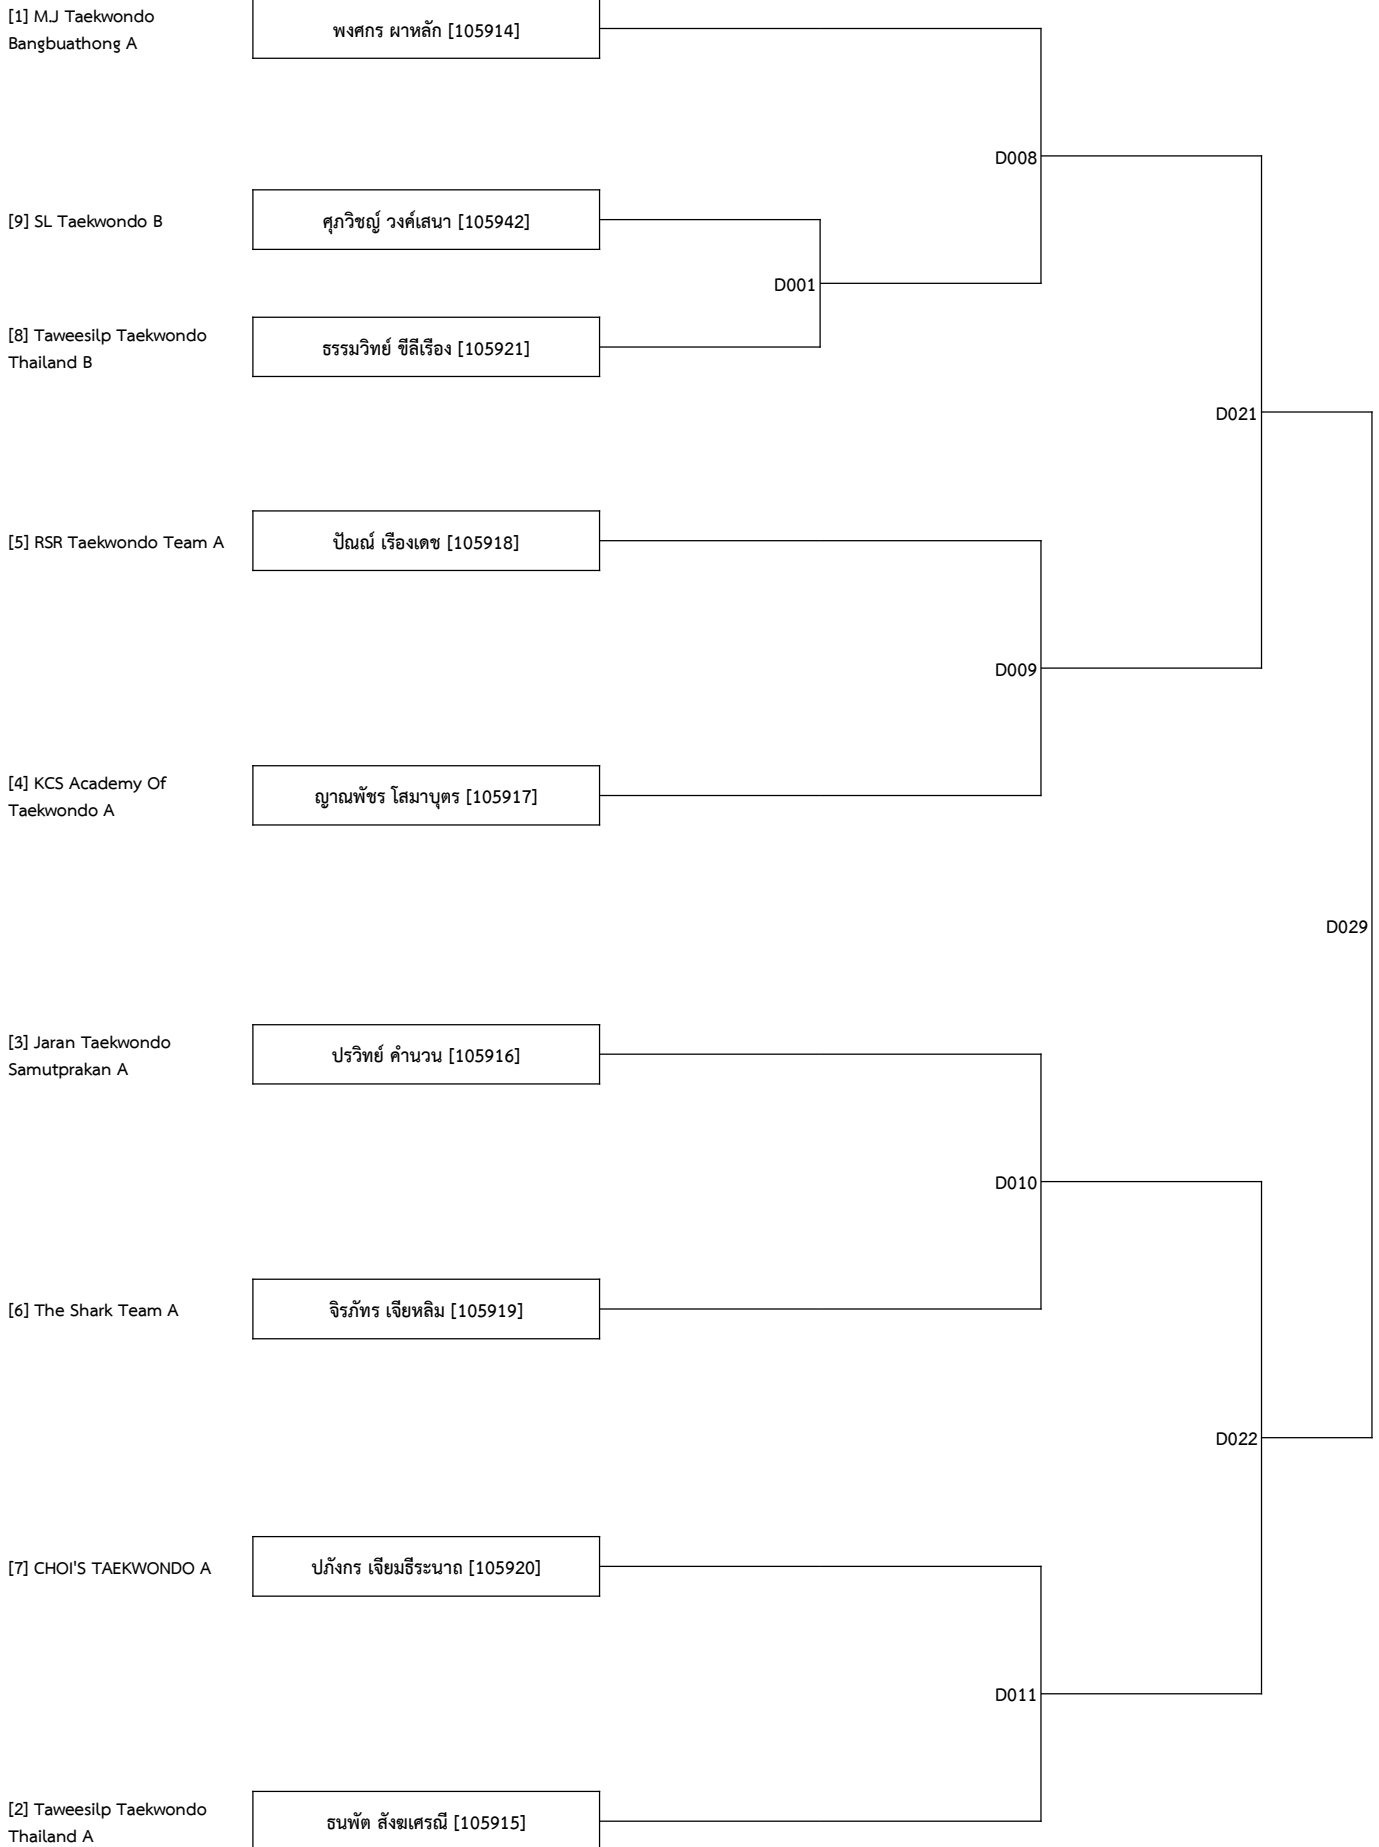 [1] M.J Taekwondo
Bangbuathong A
พงศกร ผาหลัก [105914]
D008
[9] SL Taekwondo B
ศุภวิชญ์ วงค์เสนา [105942]
D001
[8] Taweesilp Taekwondo
Thailand B
ธรรมวิทย์ ขีลีเรือง [105921]
D021
[5] RSR Taekwondo Team A
ปัณณ์ เรืองเดช [105918]
D009
[4] KCS Academy Of
Taekwondo A
ญาณพัชร โสมาบุตร [105917]
D029
[3] Jaran Taekwondo
Samutprakan A
ปรวิทย์ คำนวน [105916]
D010
[6] The Shark Team A
จิรภัทร เจียหลิม [105919]
D022
[7] CHOI'S TAEKWONDO A
ปภังกร เจียมธีระนาถ [105920]
D011
[2] Taweesilp Taekwondo
Thailand A
ธนพัต สังฆเศรณี [105915]